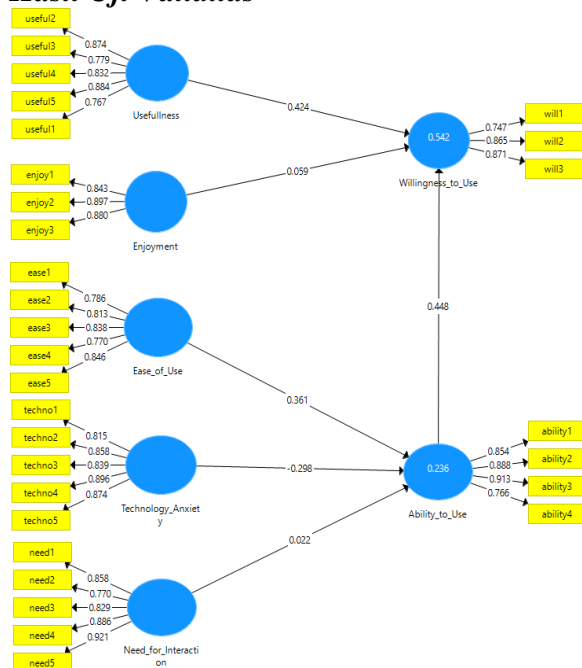 Hasil Uji Validitas
useful2
useful3
useful4
useful5
useful1
0.874
0.779
0.832
0.884
0.767
Usefullness
0.424
enjoy1
enjoy2
enjoy3
0.843
0.897
0.880
Enjoyment
0.059
0.542
Willingness_to_Use
0.747
0.865
0.871
will1
will2
will3
0.448
ease1
ease2
ease3
ease4
ease5
0.786
0.813
0.838
0.770
0.846
Ease_of_Use
0.361
techno1
techno2
techno3
techno4
techno5
0.815
0.858
0.839
0.896
0.874
Technology_Anxiet
y
-0.298
0.236
Ability_to_Use
0.854
0.888
0.913
0.766
ability1
ability2
ability3
ability4
need1
need2
need3
need4
need5
0.858
0.770
0.829
0.886
0.921
Need_for_Interacti
on
0.022